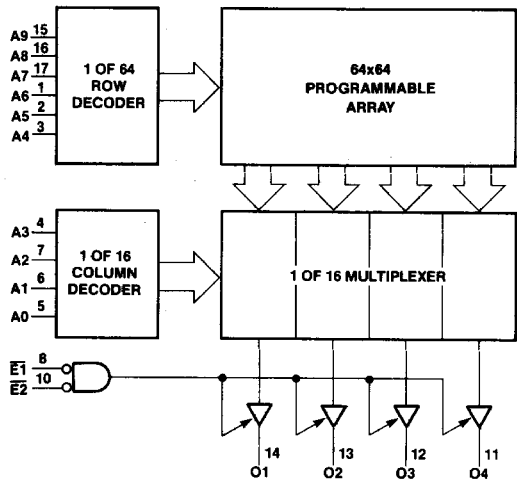 A9 15
A8 16
A7 17
A6 1
A5 2
A4 3
1 OF 64
ROW
DECODER
64x64
PROGRAMMABLE
ARRAY
A3 4
A2 7
A1 6
A0 5
1 OF 16
COLUMN
DECODER
1 OF 16 MULTIPLEXER
E1 8
E2 10
14
O1
13
O2
12
O3
11
O4